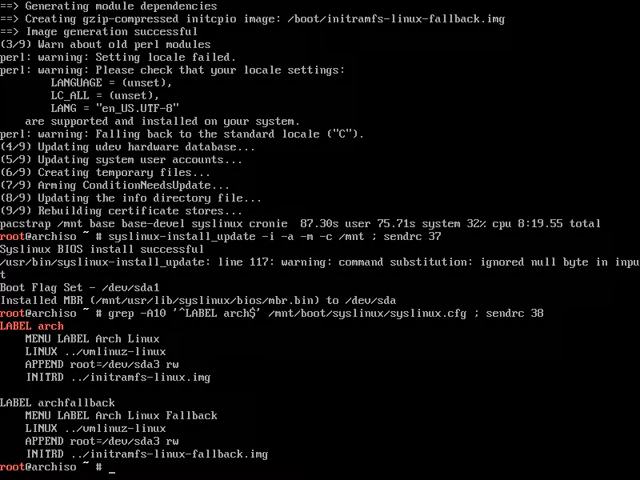 ==> Generating module dependencies
==> Creating gzip-compressed initcpio image: /boot/initramfs-linux-fallback.img
==> Image generation successful
(3/9) Warn about old perl modules
perl: warning: Setting locale failed.
perl: warning: Please check that your locale settings:
LANGUAGE = (unset),
LC_ALL = (unset),
LANG = "en_US.UTF-8"
are supported and installed on your system.
perl: warning: Falling back to the standard locale ("C").
(4/9) Updating udev hardware database...
(5/9) Updating system user accounts...
(6/9) Creating temporary files...
(7/9) Arming ConditionNeedsUpdate...
(8/9) Updating the info directory file...
(9/9) Rebuilding certificate stores...
pacstrap /mnt base base-devel syslinux cronie  87.30s user 75.71s system 32% cpu 8:19.55 total
root@archiso ~ # syslinux-install_update -i -a -m -c /mnt ; sendrc 37
Syslinux BIOS install successful
/usr/bin/syslinux-install_update: line 117: warning: command substitution: ignored null byte in inpu
t
Boot Flag Set - /dev/sda1
Installed MBR (/mnt/usr/lib/syslinux/bios/mbr.bin) to /dev/sda
root@archiso ~ # grep -A10 '^LABEL arch$' /mnt/boot/syslinux/syslinux.cfg ; sendrc 38
LABEL arch
MENU LABEL Arch Linux
LINUX ../vmlinuz-linux
APPEND root=/dev/sda3 rw
INITRD ../initramfs-linux.img
LABEL archfallback
MENU LABEL Arch Linux Fallback
LINUX ../vmlinuz-linux
APPEND root=/dev/sda3 rw
INITRD ../initramfs-linux-fallback.img
root@archiso ~ # _